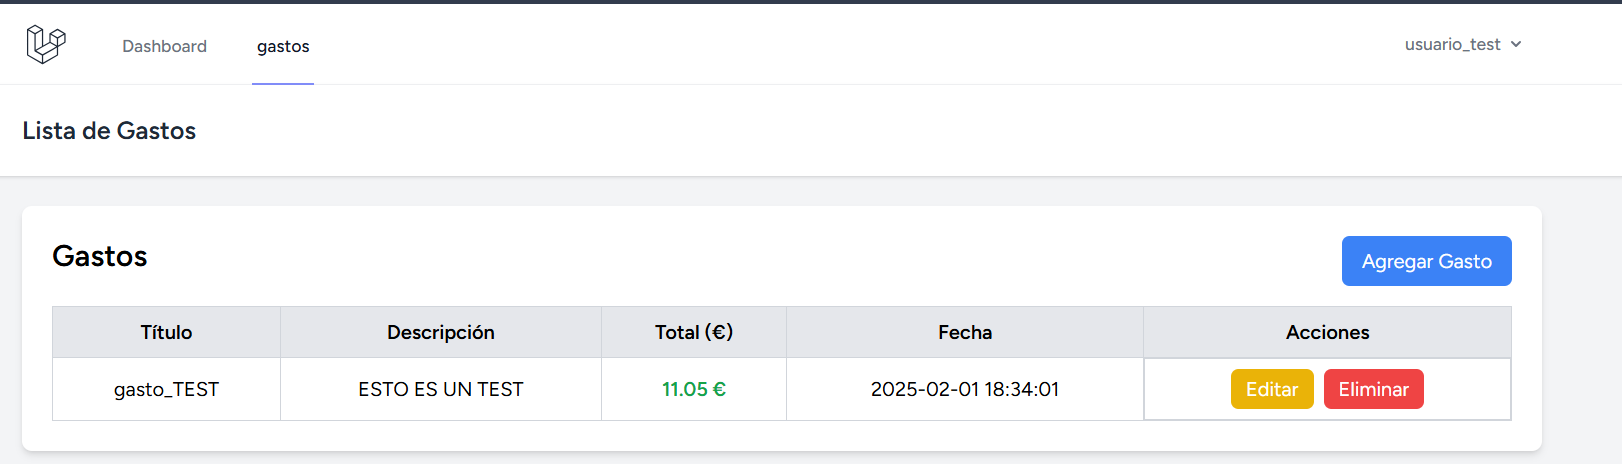 Dashboard gastos usuario_test
Lista de Gastos
Gastos
Agregar Gasto
Título Descripción Total (€) Fecha Acciones
gasto_TEST ESTO ES UN TEST 11.05 € 2025-02-01 18:34:01 Editar Eliminar